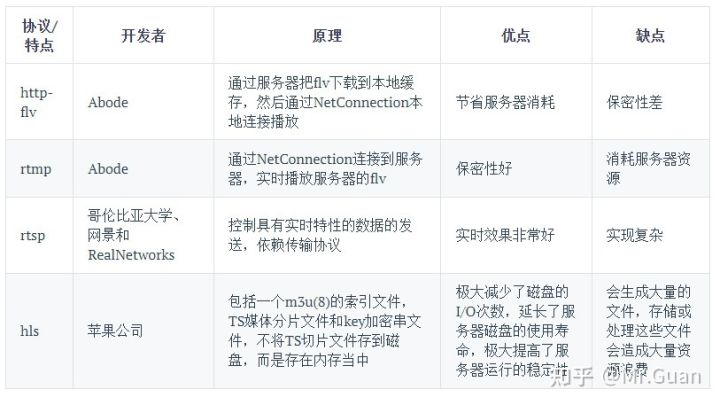 协议/
特点
开发者
原理
优点
缺点
http-
flv
Abode
通过服务器把flv下载到本地缓
存，然后通过NetConnection本
地连接播放
节省服务器消耗
保密性差
rtmp
Abode
通过NetConnection连接到服务
器，实时播放服务器的flv
保密性好
消耗服务器资
源
rtsp
哥伦比亚大学、
网景和
RealNetworks
控制具有实时特性的数据的发
送，依赖传输协议
实时效果非常好
实现复杂
hls
苹果公司
包括一个m3u(8)的索引文件，
TS媒体分片文件和key加密串文
件，不将TS切片文件存到磁
盘，而是存在内存当中
极大减少了磁盘的
I/O次数，延长了服
务器磁盘的使用寿
命，极大提高了服
务器运行的稳定性
会生成大量的
文件，存储或
处理这些文件
会造成大量资
源浪费
知乎 @Mr.Guan